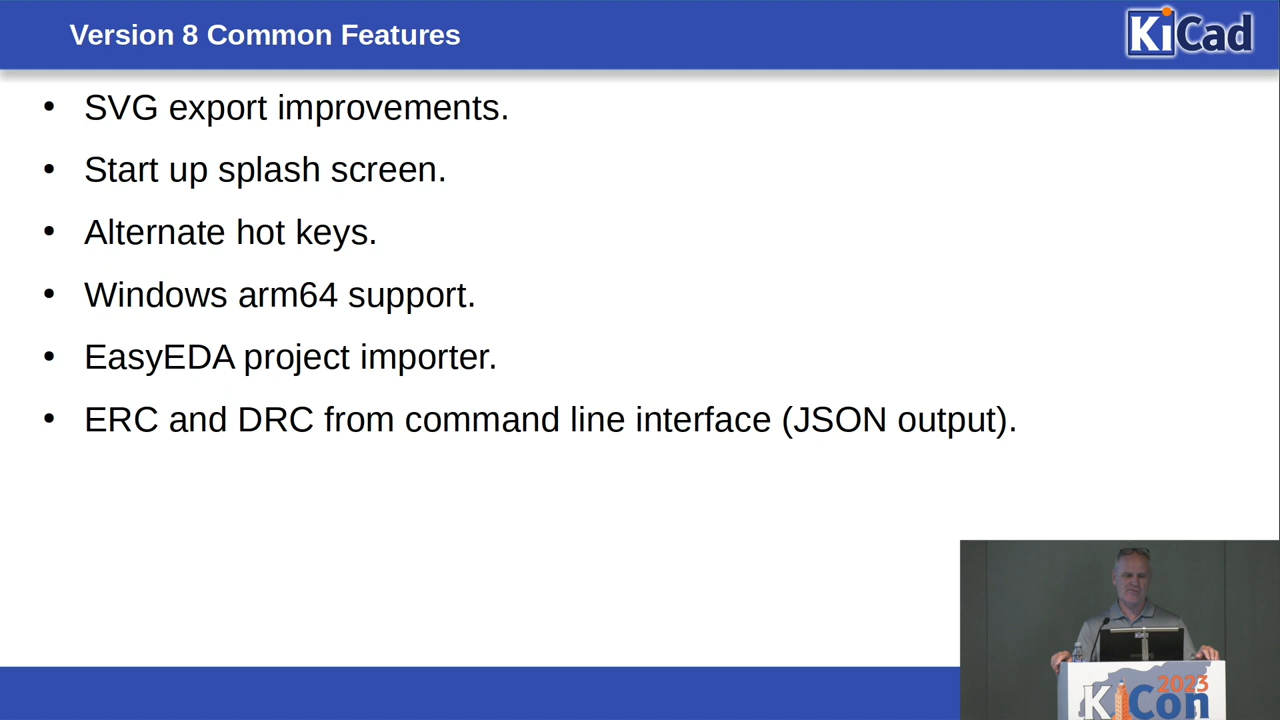 Version 8 Common Features
KiCad
• SVG export improvements.
• Start up splash screen.
• Alternate hot keys.
• Windows arm64 support.
• EasyEDA project importer.
• ERC and DRC from command line interface (JSON output).
2023
KiCon